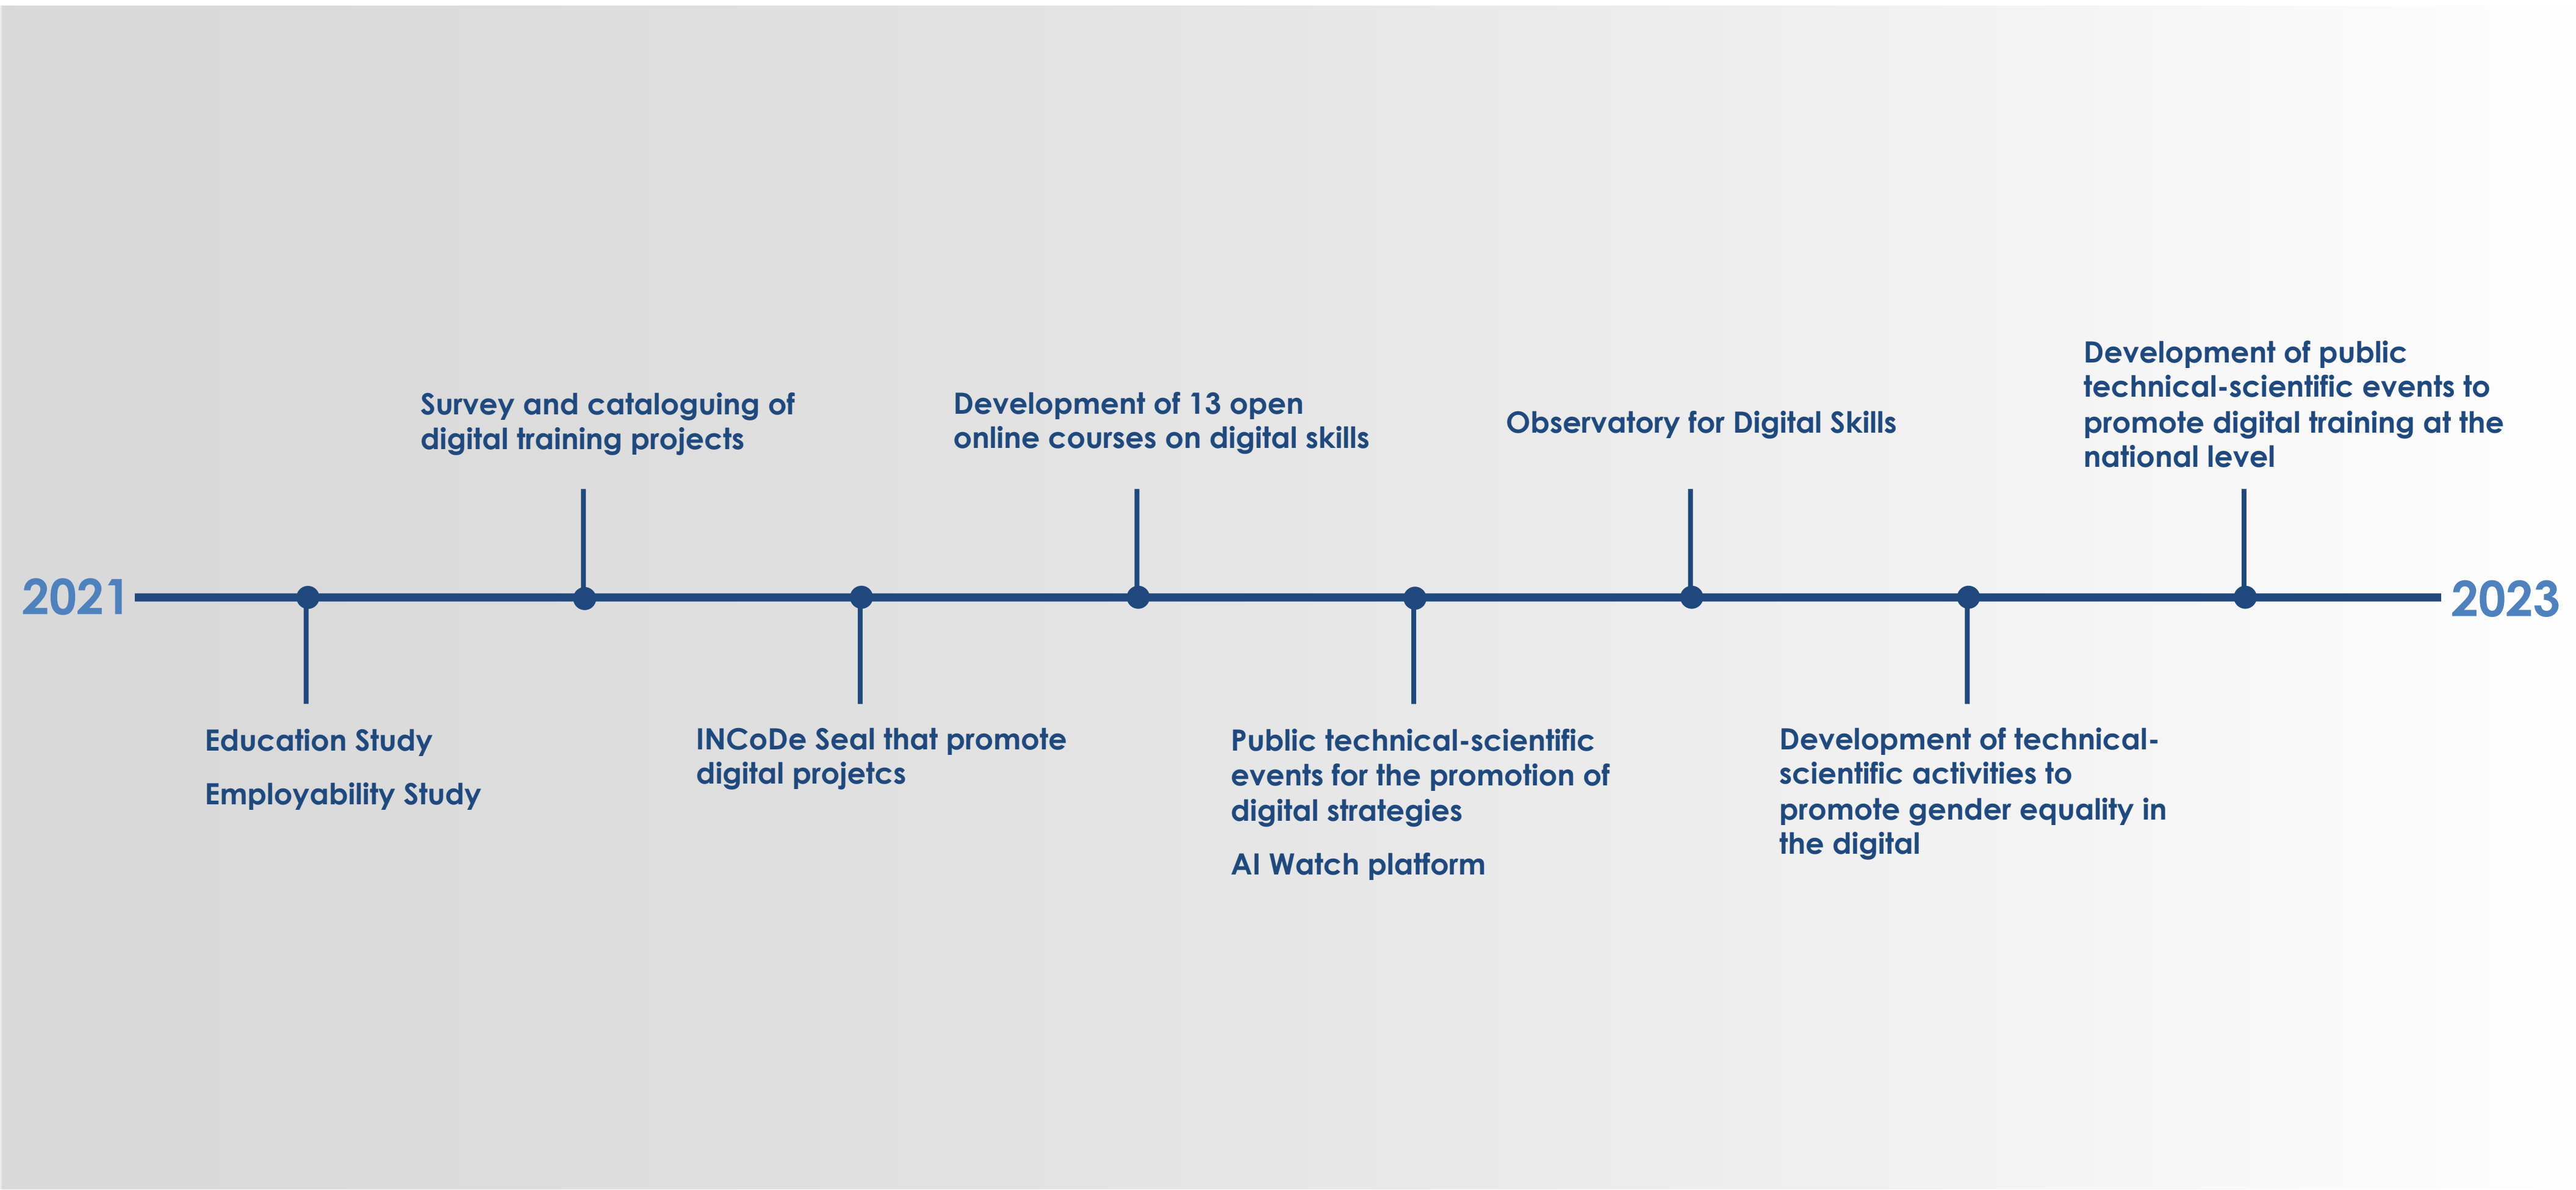 Development of public
technical-scientific events to
promote digital training at the
national level
Survey and cataloguing of
digital training projects
Development of 13 open
online courses on digital skills
Observatory for Digital Skills
2021
2023
Education Study
Employability Study
INCoDe Seal that promote
digital projetcs
Public technical-scientific
events for the promotion of
digital strategies
AI Watch platform
Development of technical-
scientific activities to
promote gender equality in
the digital